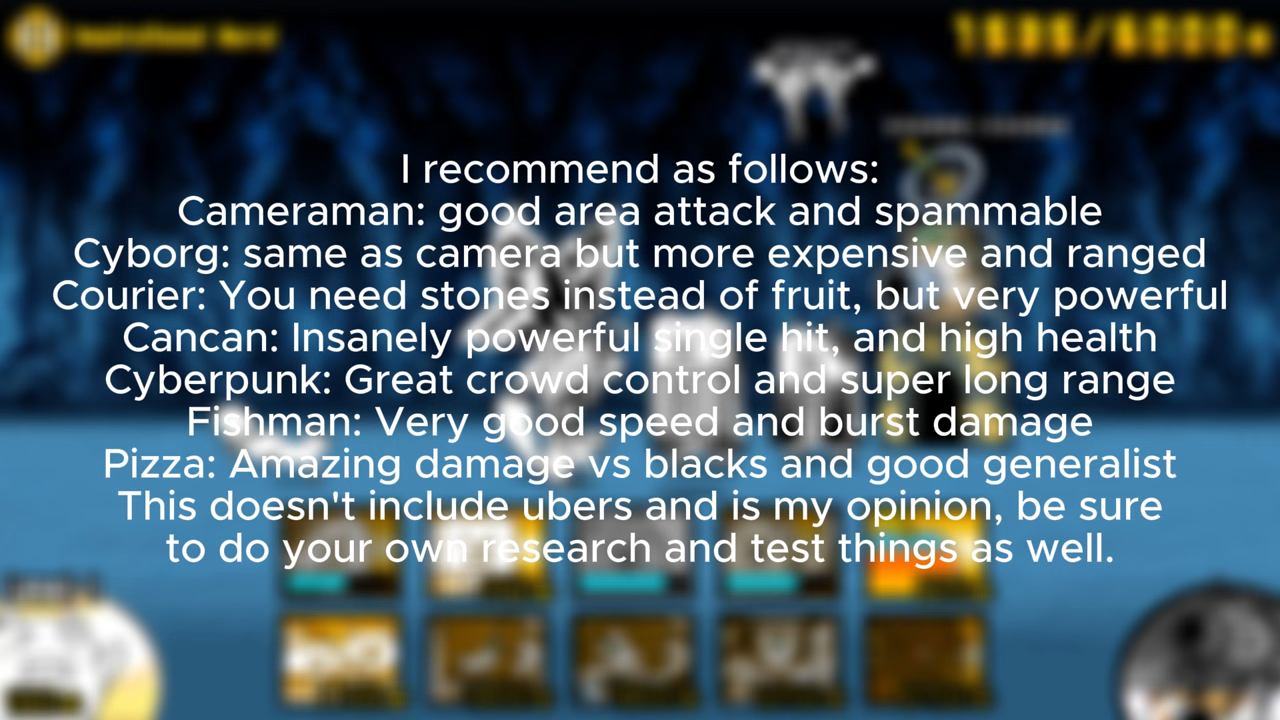 I recommend as follows:
Cameraman: good area attack and spammable
Cyborg: same as camera but more expensive and ranged
Courier: You need stones instead of fruit, but very powerful
Cancan: Insanely powerful single hit, and high health
Cyberpunk: Great crowd control and super long range
Fishman: Very good speed and burst damage
Pizza: Amazing damage vs blacks and good generalist
This doesn't include ubers and is my opinion, be sure
to do your own research and test things as well.